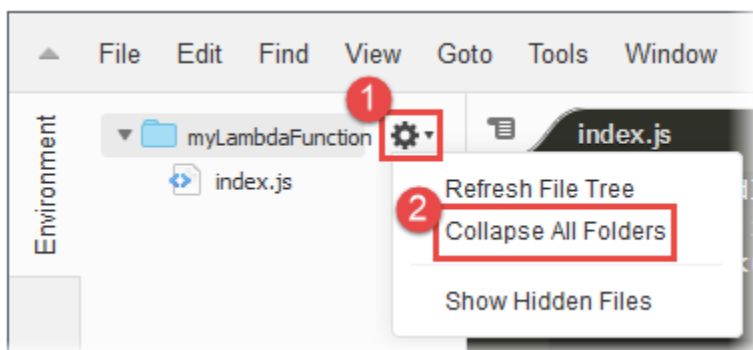 File Edit Find View Goto Tools Window
1
Environment
myLambdaFunction
index.js
index.js
2
Refresh File Tree
Collapse All Folders
Show Hidden Files